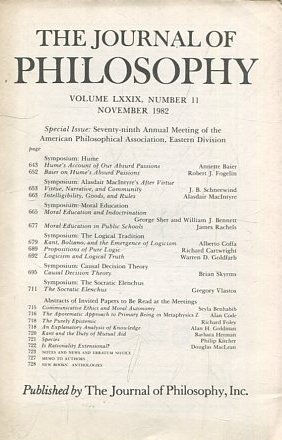 THE JOURNAL OF
PHILOSOPHY
VOLUME LXXIX, NUMBER 11
NOVEMBER 1982
Special Issue: Seventy-ninth Annual Meeting of the
American Philosophical Association, Eastern Division
page
Symposium: Hume
643 Hume's Account of Our Absurd Passions Annette Baier
652 Baier on Hume's Absurd Passions Robert J. Fogelin
Symposium: Alasdair MacIntyre's After Virtue
653 Virtue, Narrative, and Community J. B. Schneewind
663 Intelligibility, Goods, and Rules Alasdair MacIntyre
Symposium: Moral Education
665 Moral Education and Indoctrination
George Sher and William J. Bennett
677 Moral Education in Public Schools James Rachels
Symposium: The Logical Tradition
679 Kant, Bolzano, and the Emergence of Logicism Alberto Coffa
689 Propositions of Pure Logic Richard Cartwright
692 Logicism and Logical Truth Warren D. Goldfarb
Symposium: Causal Decision Theory
695 Causal Decision Theory Brian Skyrms
Symposium: The Socratic Elenchus
711 The Socratic Elenchus Gregory Vlastos
Abstracts of Invited Papers to Be Read at the Meetings
715 Communicative Ethics and Moral Autonomy Seyla Benhabib
716 The Aporematic Approach to Primary Being in Metaphysics Z Alan Code
718 The Purely Epistemic Richard Foley
718 An Explanatory Analysis of Knowledge Alan H. Goldman
720 Kant and the Duty of Mutual Aid Barbara Herman
721 Species Philip Kitcher
722 Is Rationality Extensional? Douglas MacLean
723 NOTES AND NEWS AND ERRATUM NOTICE
727 MEMO TO AUTHORS
728 NEW BOOKS: ANTHOLOGIES
Published by The Journal of Philosophy, Inc.